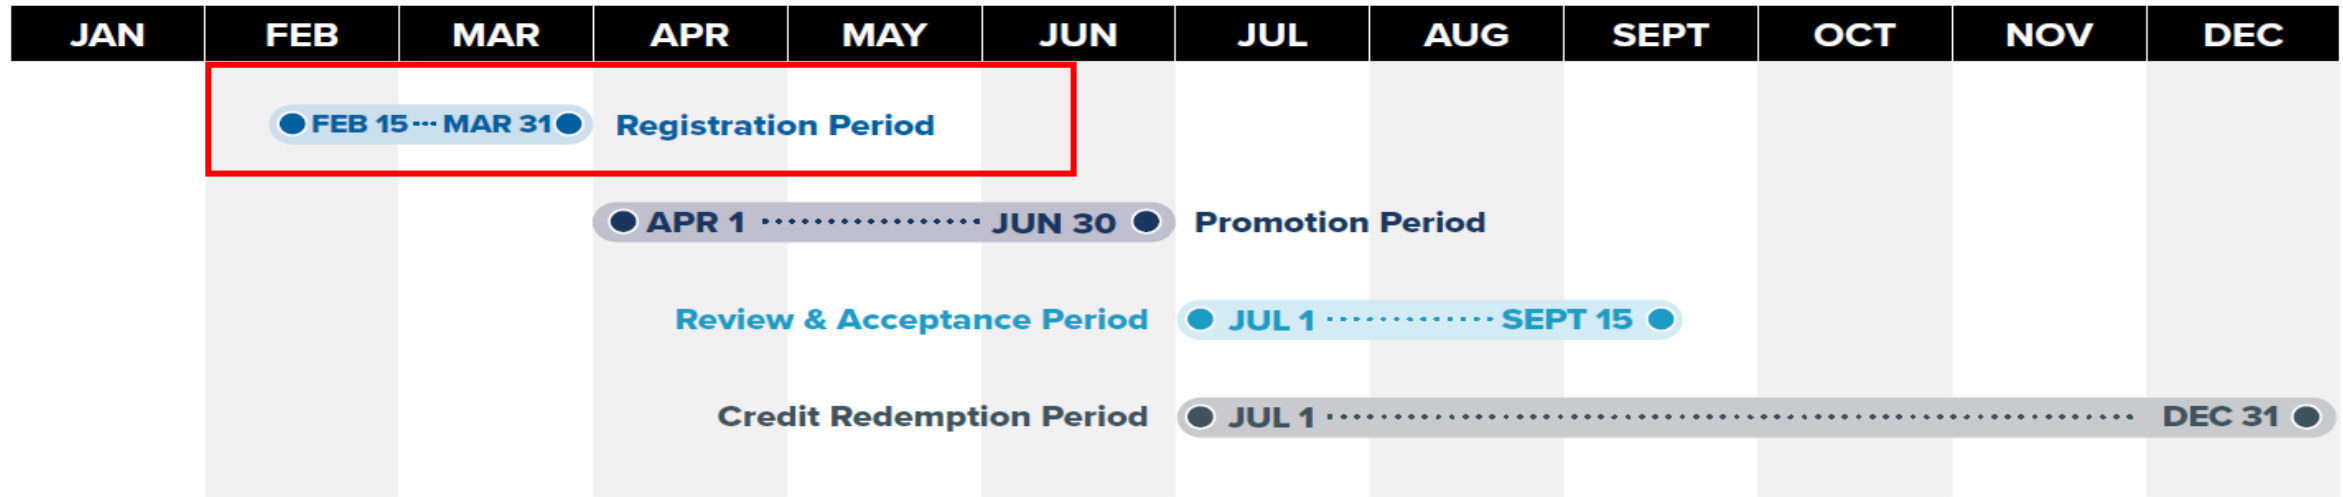 JAN FEB MAR APR MAY JUN JUL AUG SEPT OCT NOV DEC
FEB 15 --- MAR 31 Registration Period
APR 1 ················· JUN 30 Promotion Period
Review & Acceptance Period JUL 1 ············· SEPT 15
Credit Redemption Period JUL 1 ······························ DEC 31